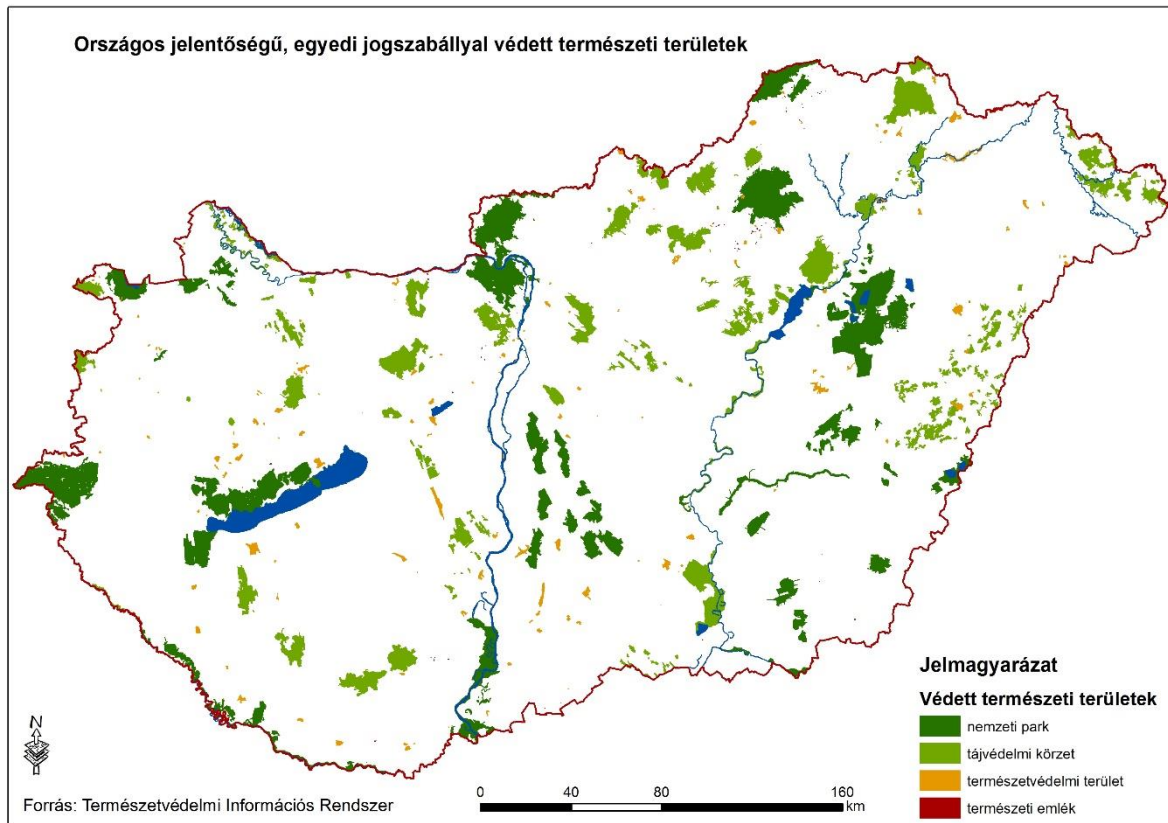 Országos jelentőségű, egyedi jogszabállyal védett természeti területek
Jelmagyarázat
Védett természeti területek
nemzeti park
tájvédelmi körzet
természetvédelmi terület
természeti emlék
N
Forrás: Természetvédelmi Információs Rendszer
0 40 80 160
km